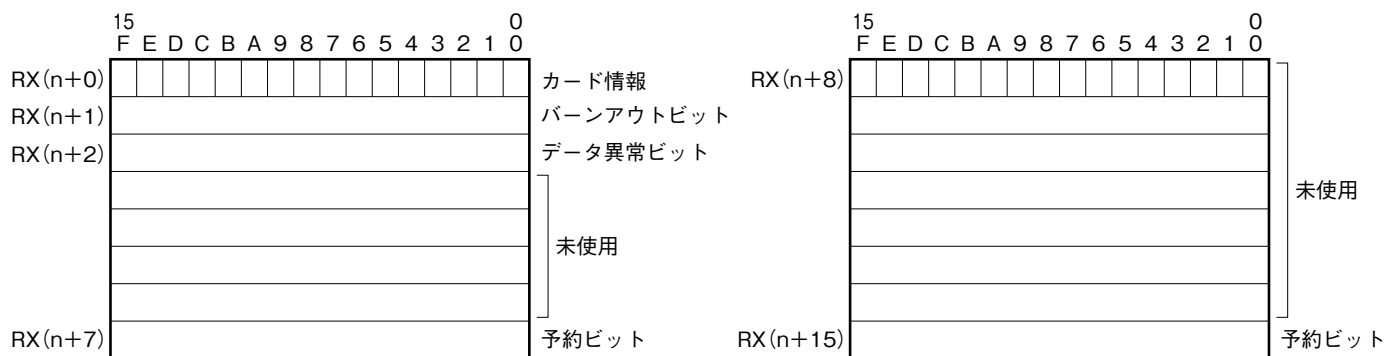 15 0
F E D C B A 9 8 7 6 5 4 3 2 1 0
RX(n+0) カード情報
RX(n+1) バーンアウトビット
RX(n+2) データ異常ビット
未使用
RX(n+7) 予約ビット
15 0
F E D C B A 9 8 7 6 5 4 3 2 1 0
RX(n+8)
未使用
RX(n+15) 予約ビット